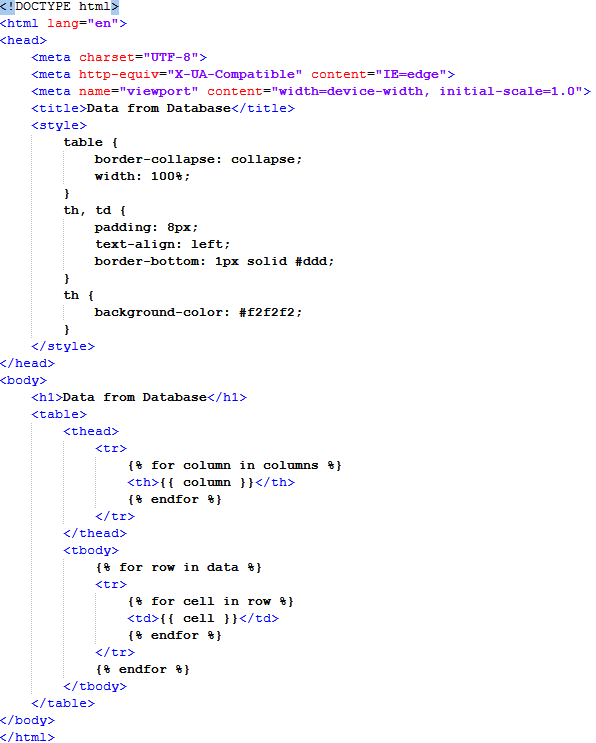 <!DOCTYPE html>
<html lang="en">
<head>
    <meta charset="UTF-8">
    <meta http-equiv="X-UA-Compatible" content="IE=edge">
    <meta name="viewport" content="width=device-width, initial-scale=1.0">
    <title>Data from Database</title>
    <style>
        table {
            border-collapse: collapse;
            width: 100%;
        }
        th, td {
            padding: 8px;
            text-align: left;
            border-bottom: 1px solid #ddd;
        }
        th {
            background-color: #f2f2f2;
        }
    </style>
</head>
<body>
    <h1>Data from Database</h1>
    <table>
        <thead>
            <tr>
                {% for column in columns %}
                <th>{{ column }}</th>
                {% endfor %}
            </tr>
        </thead>
        <tbody>
            {% for row in data %}
            <tr>
                {% for cell in row %}
                <td>{{ cell }}</td>
                {% endfor %}
            </tr>
            {% endfor %}
        </tbody>
    </table>
</body>
</html>